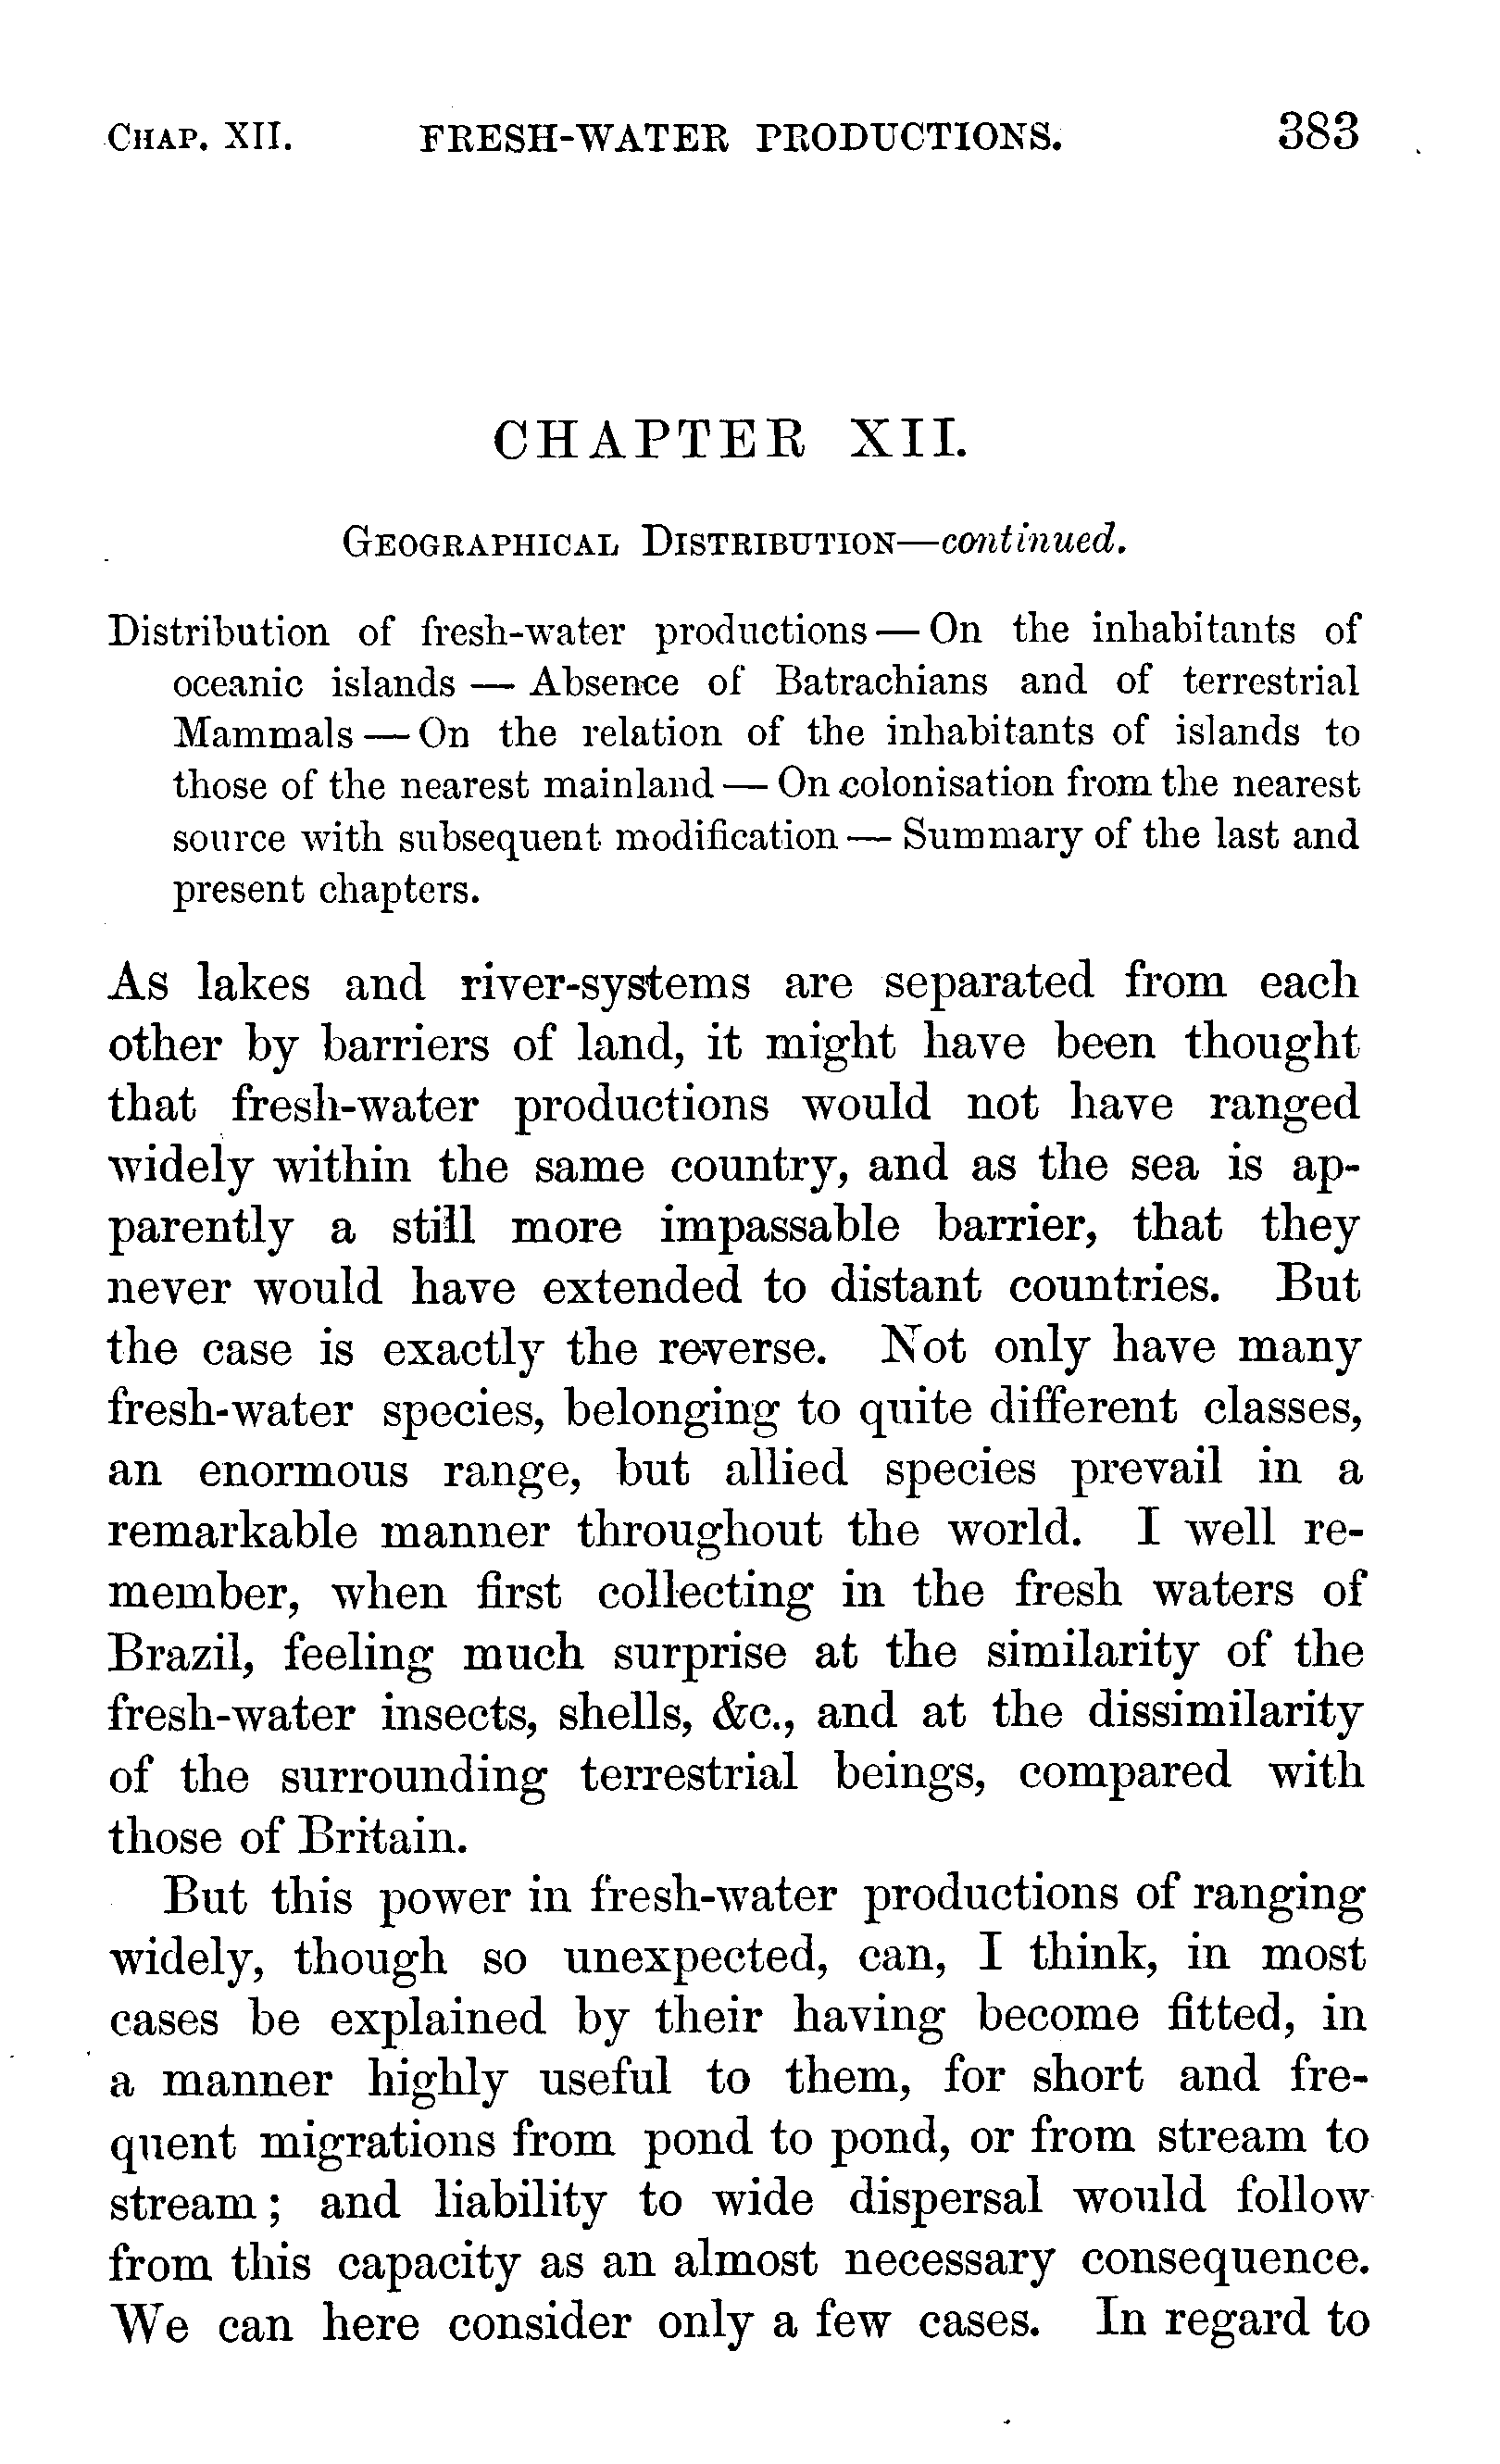 CHAP. XII. FRESH-WATER PRODUCTIONS. 383
CHAPTER XII.
GEOGRAPHICAL DISTRIBUTION—continued.
Distribution of fresh-water productions — On the inhabitants of
oceanic islands — Absence of Batrachians and of terrestrial
Mammals — On the relation of the inhabitants of islands to
those of the nearest mainland — On colonisation from the nearest
source with subsequent modification — Summary of the last and
present chapters.
As lakes and river-systems are separated from each
other by barriers of land, it might have been thought
that fresh-water productions would not have ranged
widely within the same country, and as the sea is ap-
parently a still more impassable barrier, that they
never would have extended to distant countries. But
the case is exactly the reverse. Not only have many
fresh-water species, belonging to quite different classes,
an enormous range, but allied species prevail in a
remarkable manner throughout the world. I well re-
member, when first collecting in the fresh waters of
Brazil, feeling much surprise at the similarity of the
fresh-water insects, shells, &c., and at the dissimilarity
of the surrounding terrestrial beings, compared with
those of Britain.
But this power in fresh-water productions of ranging
widely, though so unexpected, can, I think, in most
cases be explained by their having become fitted, in
a manner highly useful to them, for short and fre-
quent migrations from pond to pond, or from stream to
stream; and liability to wide dispersal would follow
from this capacity as an almost necessary consequence.
We can here consider only a few cases. In regard to